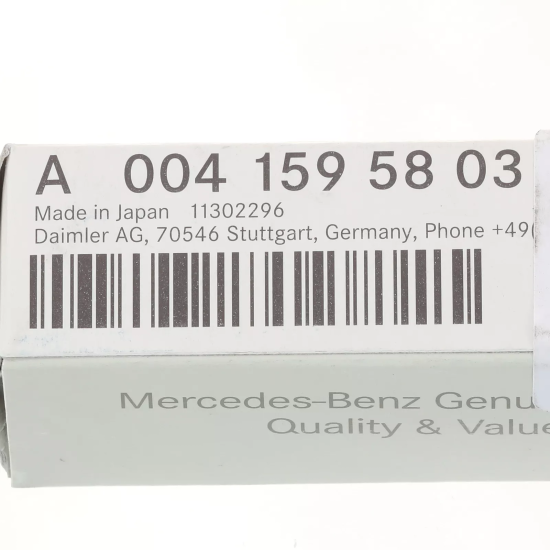 A 004 159 58 03
Made in Japan 11302296
Daimler AG, 70546 Stuttgart, Germany, Phone +49(
Mercedes-Benz Genu
Quality & Value